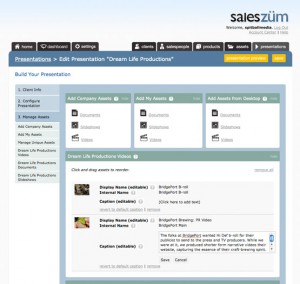 saleszüm
Welcome, spitballmedia. Log Out
Account Center | Help
home dashboard settings clients salespeople products assets presentations
Presentations > Edit Presentation "Dream Life Productions"
presentation preview save
Build Your Presentation
1. Client Info
2. Configure Presentation
3. Manage Assets
Add Company Assets
Add My Assets
Manage Unique Assets
Dream Life Productions Videos
Dream Life Productions Documents
Dream Life Productions Slideshows
Add Company Assets
Documents
Slideshows
Videos
Add My Assets
Documents
Slideshows
Videos
Add Assets from Desktop
Documents
Slideshows
Videos
Dream Life Productions Videos
Click and drag assets to reorder. remove all
Display Name (editable) BridgePort B-roll
Internal Name BridgePort B-roll
Caption (editable) [Click here to add text]
revert to default caption | remove
Display Name (editable) BridgePort Brewing: PR Video
Internal Name BridgePort Main
Caption (editable)
The folks at BridgePort wanted Hi Def b-roll for their
publicist to send to the press and TV producers. While we
were at it, we produced shorter form narrative videos their
website, capturing the essence of their craft brewing spirit.
Save Cancel
revert to default caption | remove